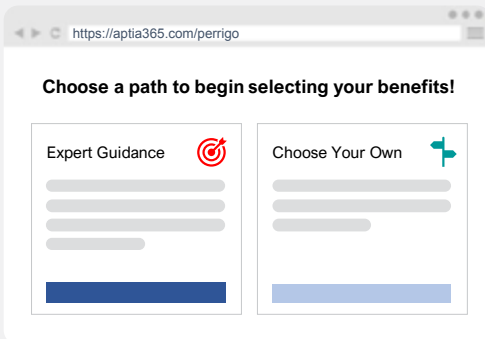 https://aptia365.com/perrigo
Choose a path to begin selecting your benefits!
Expert Guidance
Choose Your Own